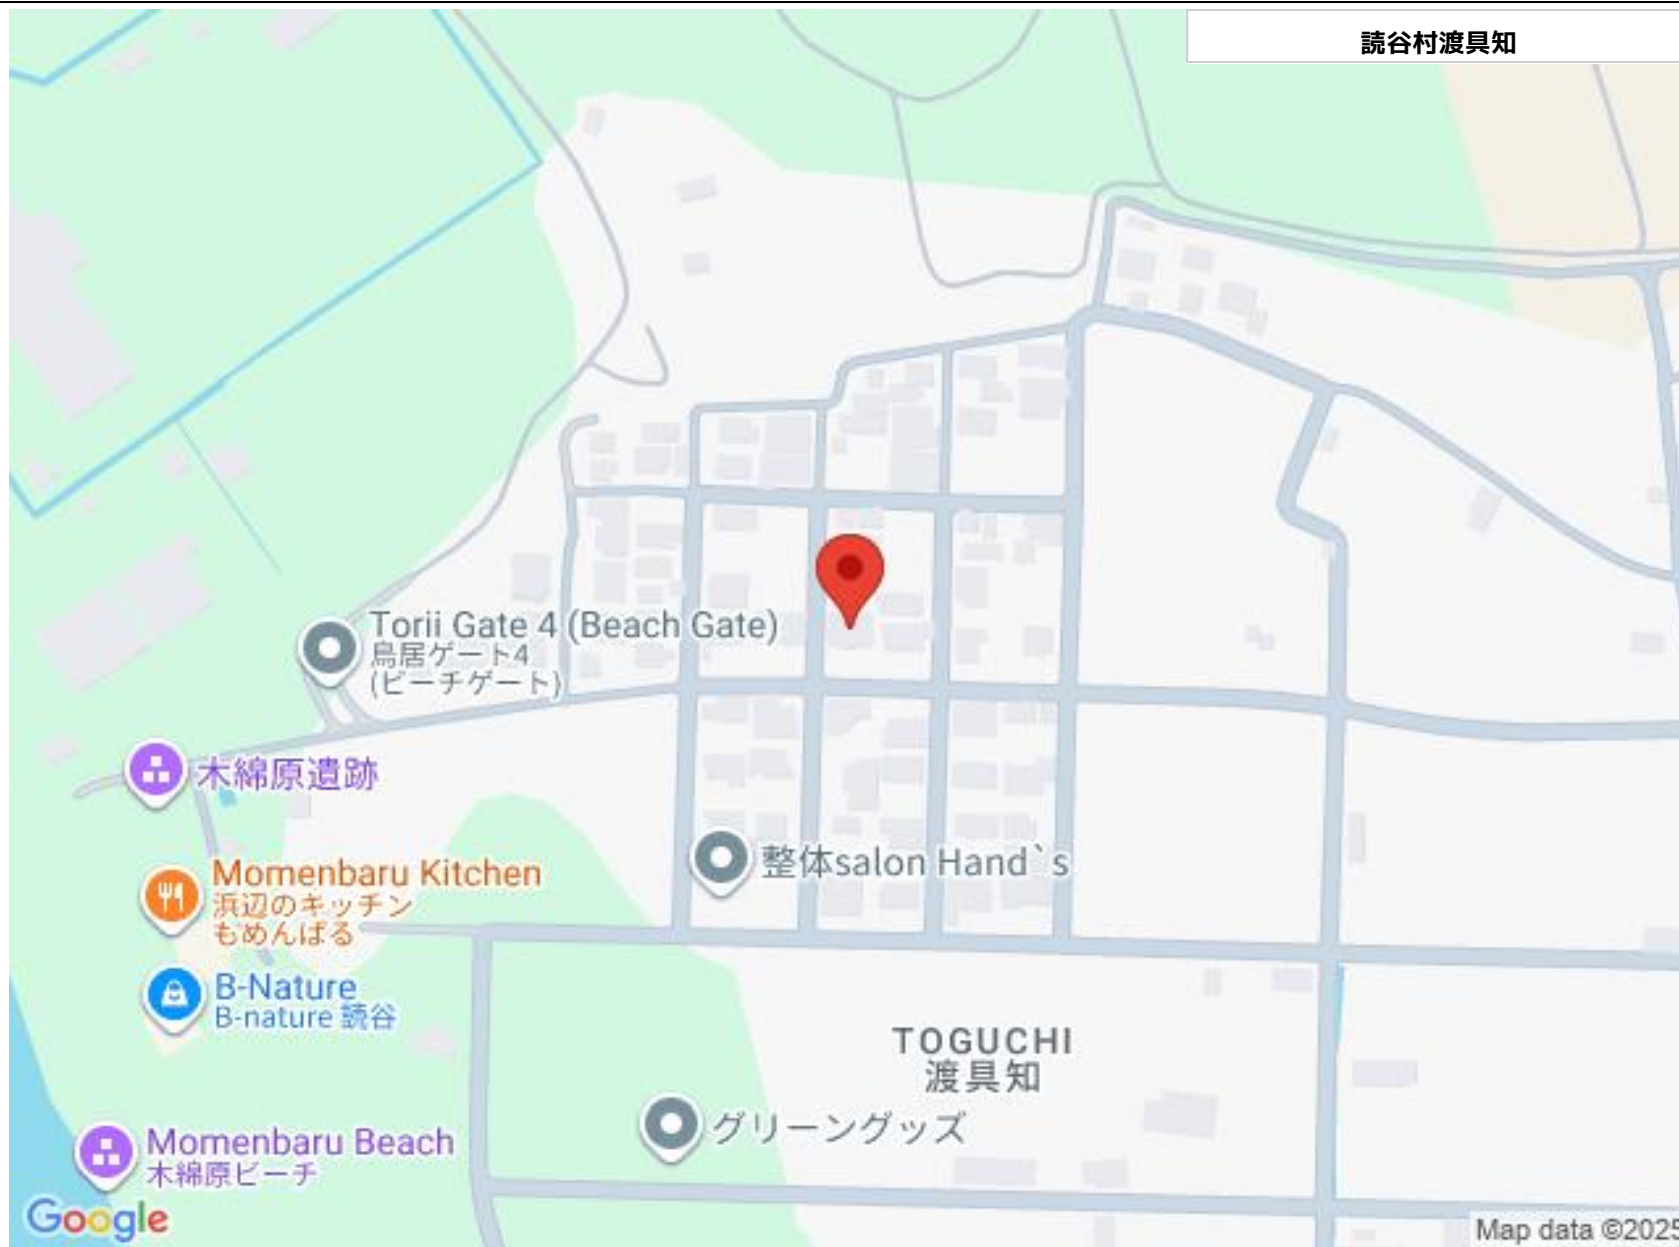 読谷村渡具知
Torii Gate 4 (Beach Gate)
鳥居ゲート4
(ビーチゲート)
木綿原遺跡
整体salon Hand`s
Momenbaru Kitchen
浜辺のキッチン
もめんばる
B-Nature
B-nature 読谷
TOGUCHI
渡具知
グリーングッズ
Momenbaru Beach
木綿原ビーチ
Google
Map data ©2025